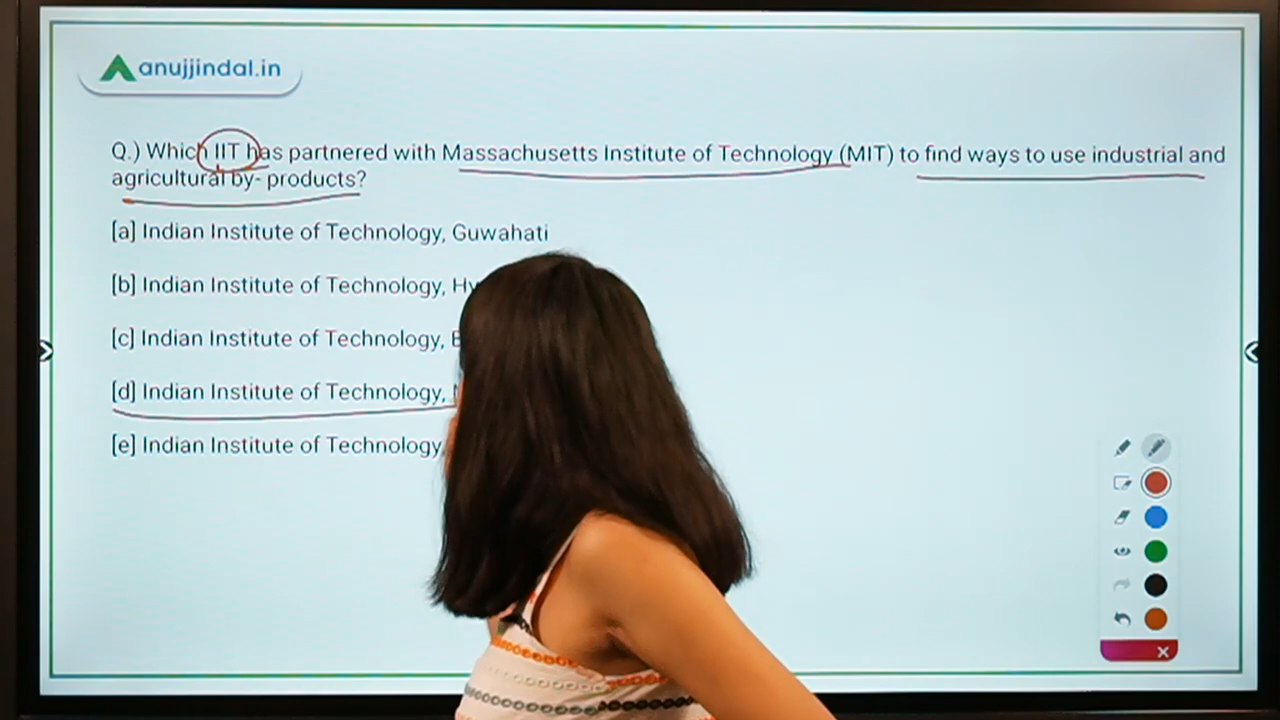 anujjindal.in
Q.) Which IIT has partnered with Massachusetts Institute of Technology (MIT) to find ways to use industrial and
agricultural by- products?
[a] Indian Institute of Technology, Guwahati
[b] Indian Institute of Technology,
[c] Indian Institute of Technology,
[d] Indian Institute of Technology,
[e] Indian Institute of Technology,